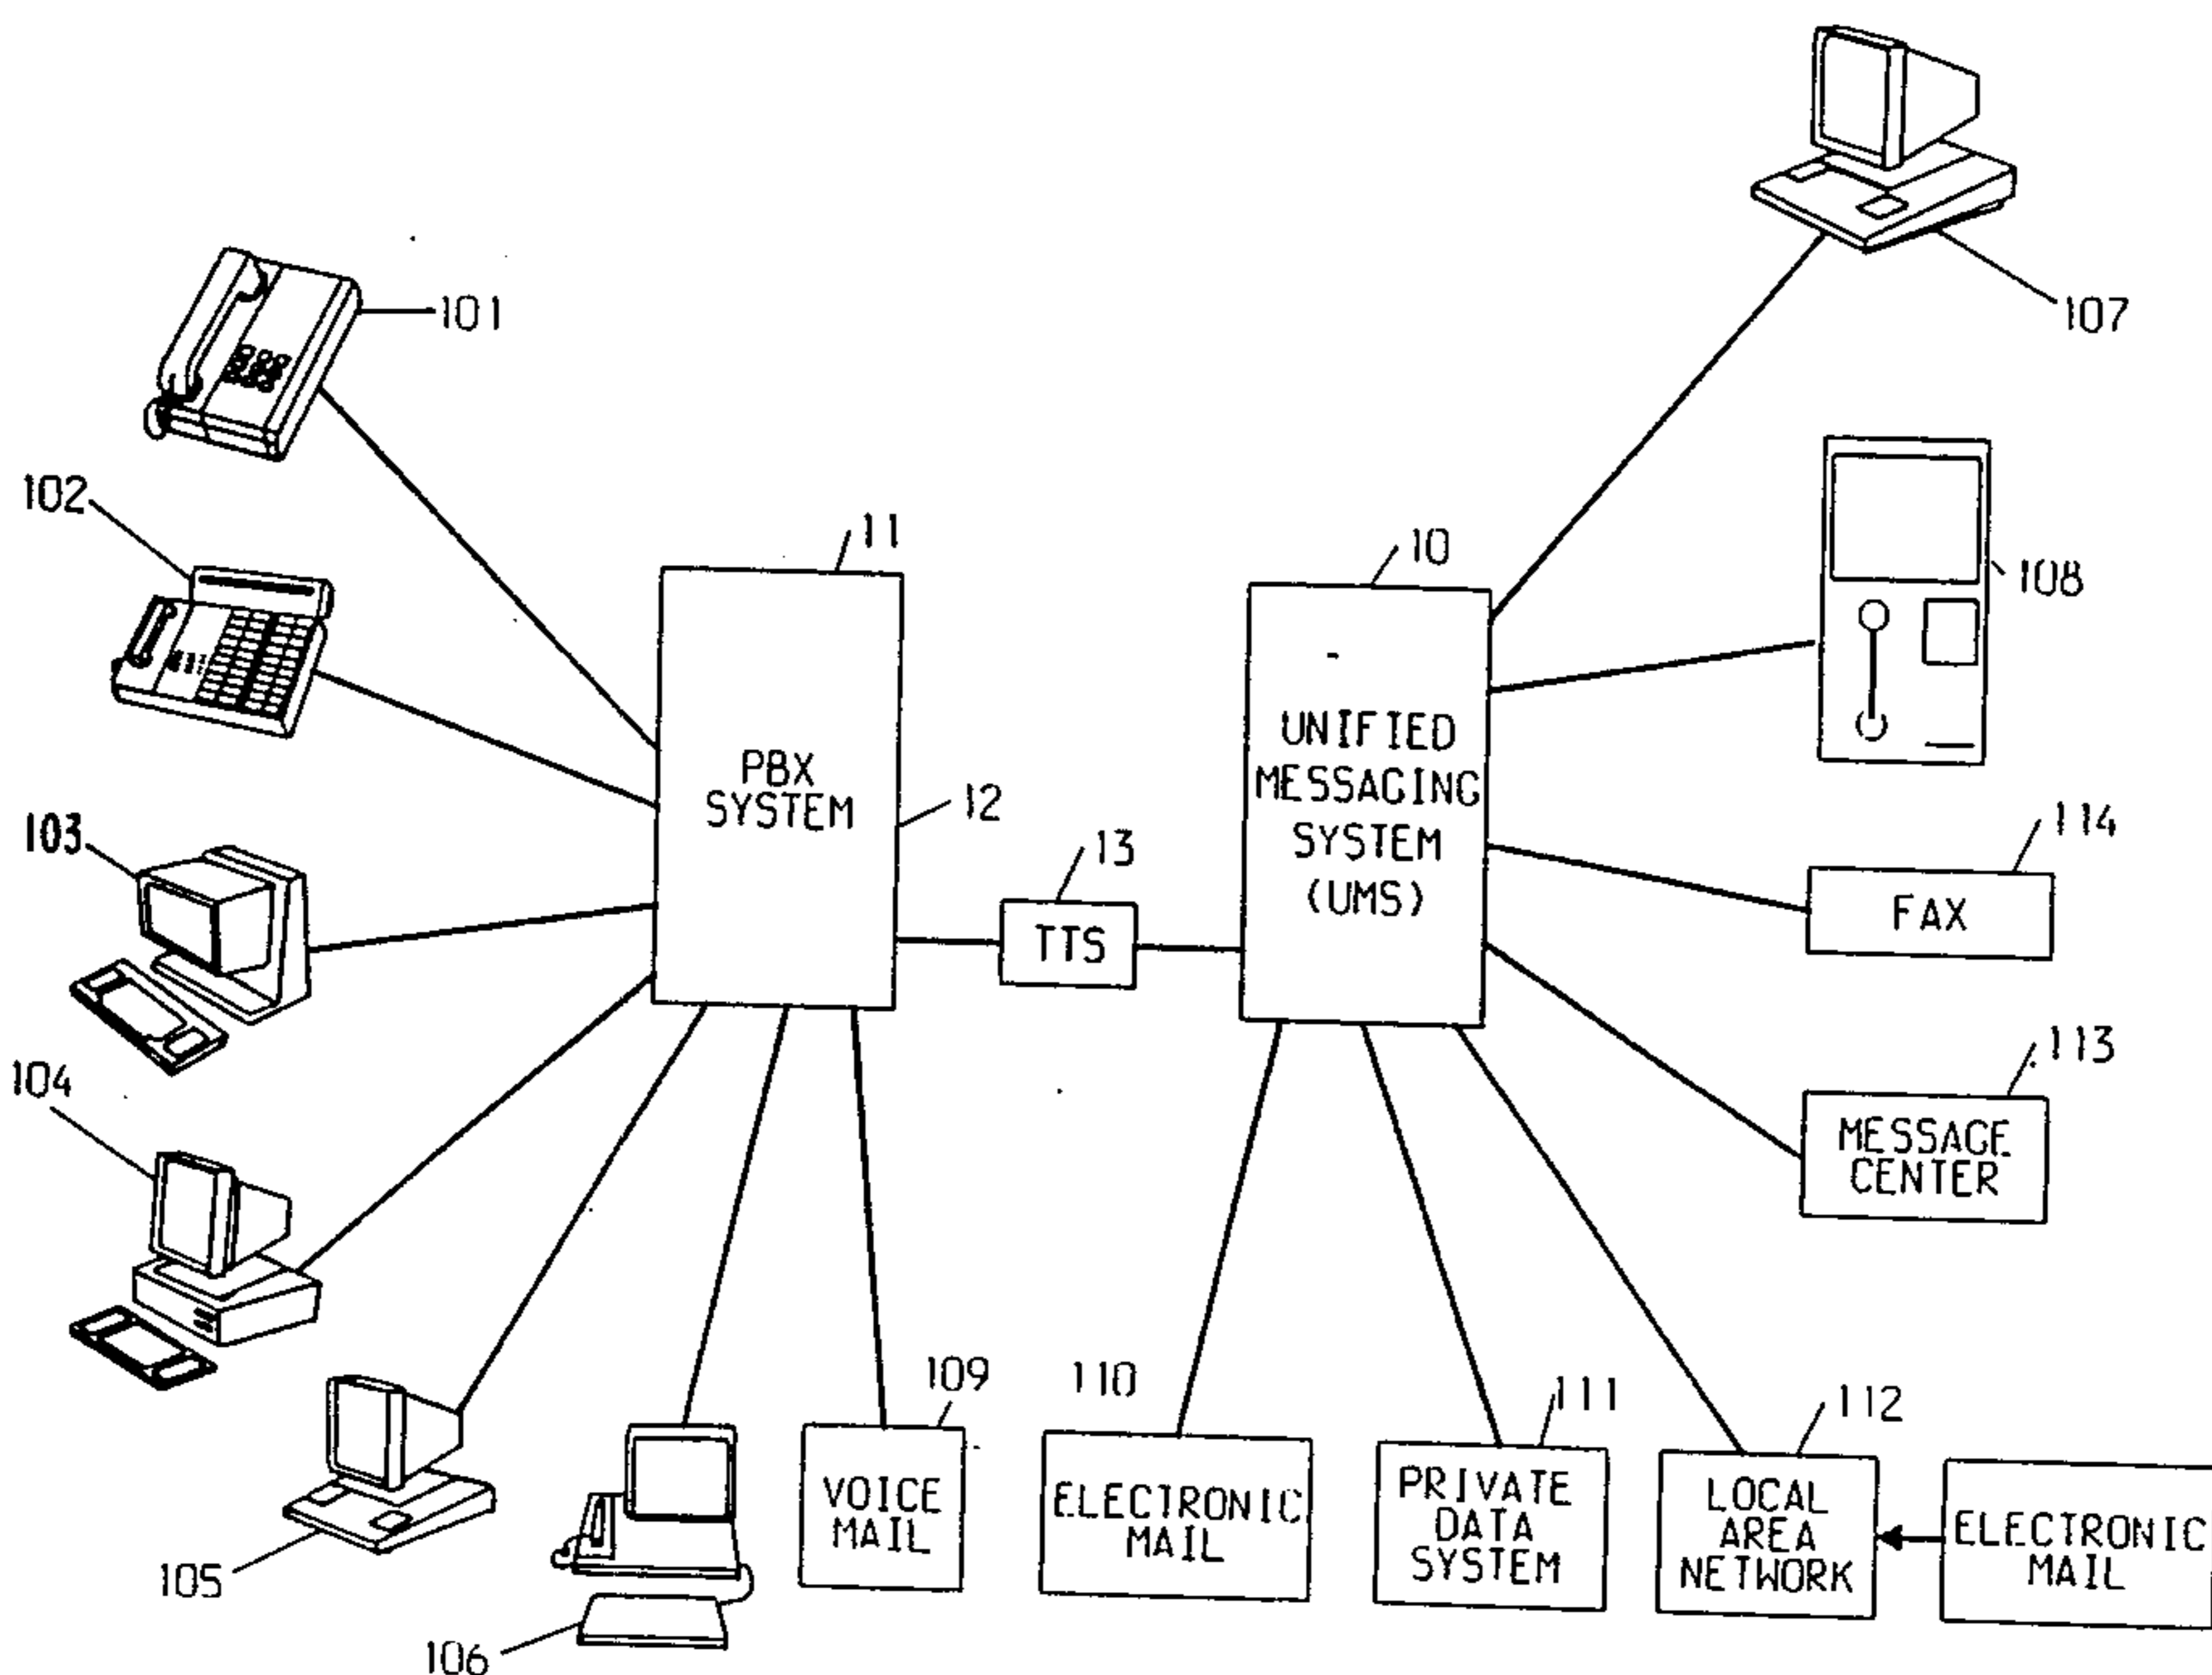 107
101
102
11
10
108
PBX
SYSTEM
12
UNIFIED
MESSAGING
SYSTEM
(UMS)
103
13
TTS
114
FAX
104
113
MESSAGE
CENTER
109
VOICE
MAIL
110
ELECTRONIC
MAIL
111
PRIVATE
DATA
SYSTEM
112
LOCAL
AREA
NETWORK
ELECTRONIC
MAIL
105
106